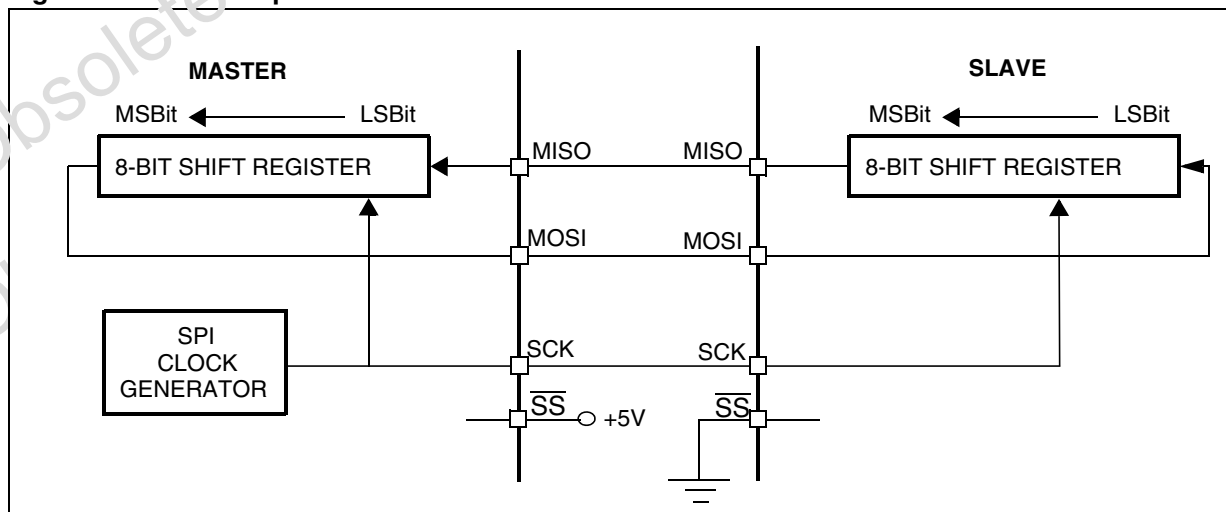 obsolete
MASTER
SLAVE
MSBit LSBit
MSBit LSBit
8-BIT SHIFT REGISTER
8-BIT SHIFT REGISTER
MISO MISO
MOSI MOSI
SPI
CLOCK
GENERATOR
SCK SCK
SS +5V
SS